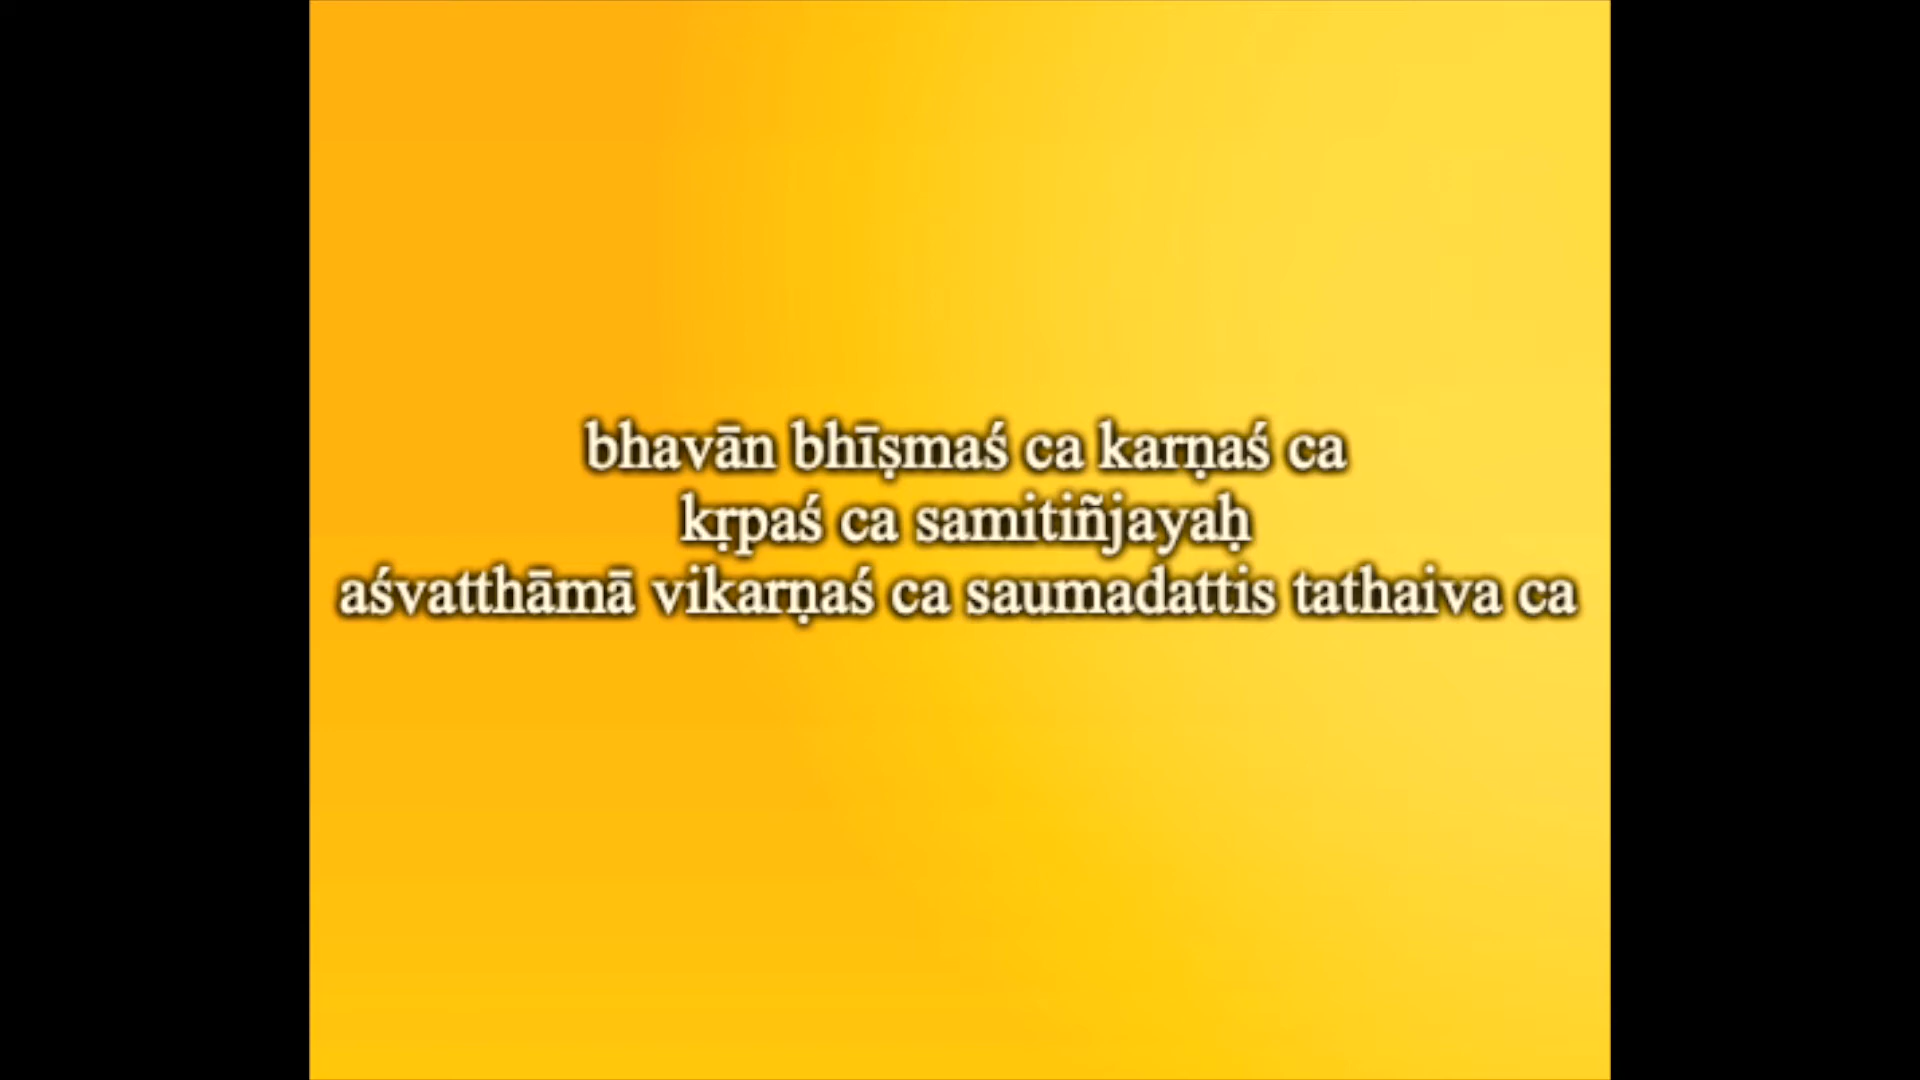 bhavān bhīṣmaś ca karṇaś ca
kṛpaś ca samitiñjayaḥ
aśvatthāmā vikarṇaś ca saumadattis tathaiva ca